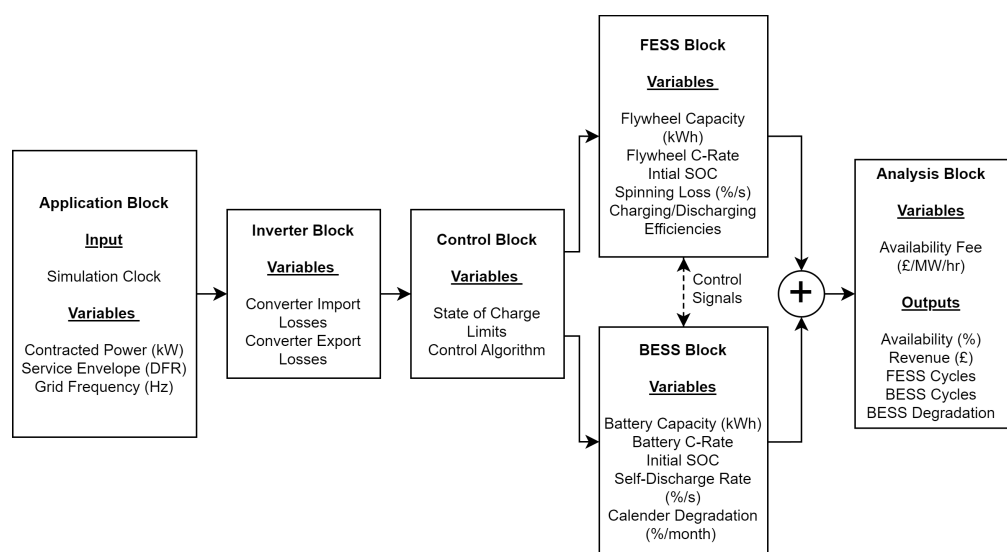 Application Block
Input
Simulation Clock
Variables
Contracted Power (kW)
Service Envelope (DFR)
Grid Frequency (Hz)
Inverter Block
Variables
Converter Import
Losses
Converter Export
Losses
Control Block
Variables
State of Charge
Limits
Control Algorithm
FESS Block
Variables
Flywheel Capacity
(kWh)
Flywheel C-Rate
Intial SOC
Spinning Loss (%/s)
Charging/Discharging
Efficiencies
Control
Signals
BESS Block
Variables
Battery Capacity (kWh)
Battery C-Rate
Initial SOC
Self-Discharge Rate
(%/s)
Calender Degradation
(%/month)
+
Analysis Block
Variables
Availability Fee
(£/MW/hr)
Outputs
Availability (%)
Revenue (£)
FESS Cycles
BESS Cycles
BESS Degradation